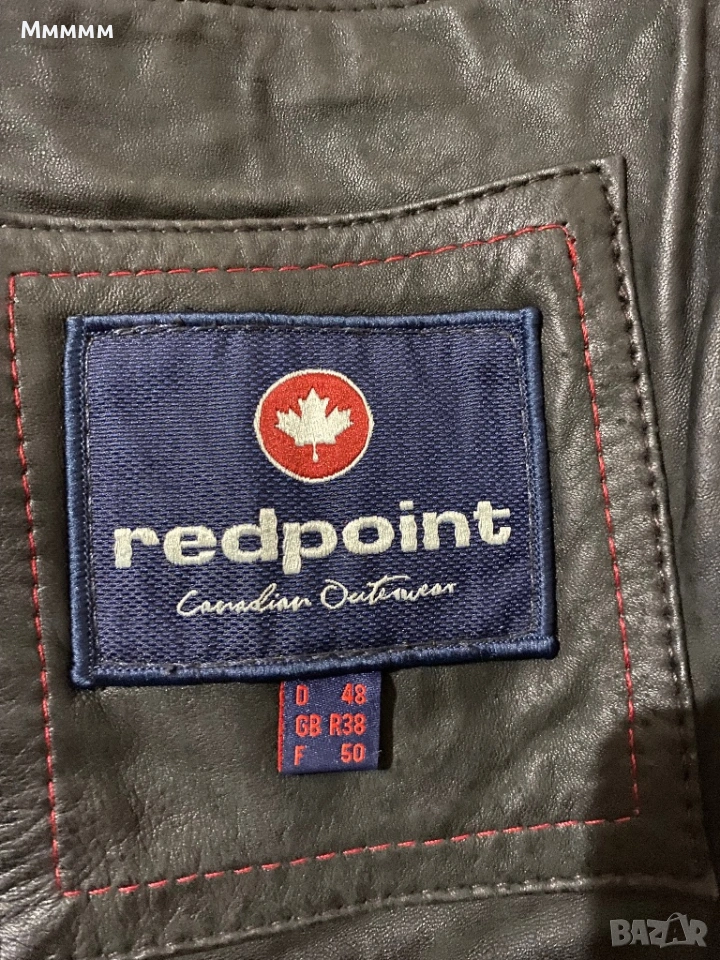 Mmmmm
redpoint
Canadian Outerwear
D 48
GB R38
F 50
BAZAR